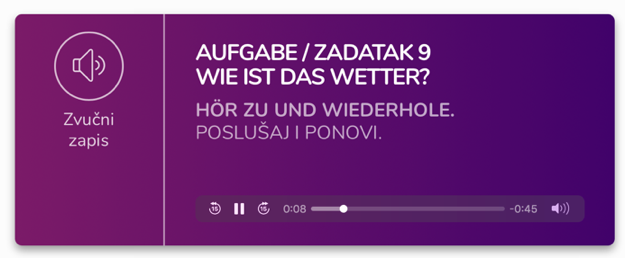 Zvučni
zapis
AUFGABE / ZADATAK 9
WIE IST DAS WETTER?
HÖR ZU UND WIEDERHOLE.
POSLUŠAJ I PONOVI.
15
15
0:08
-0:45